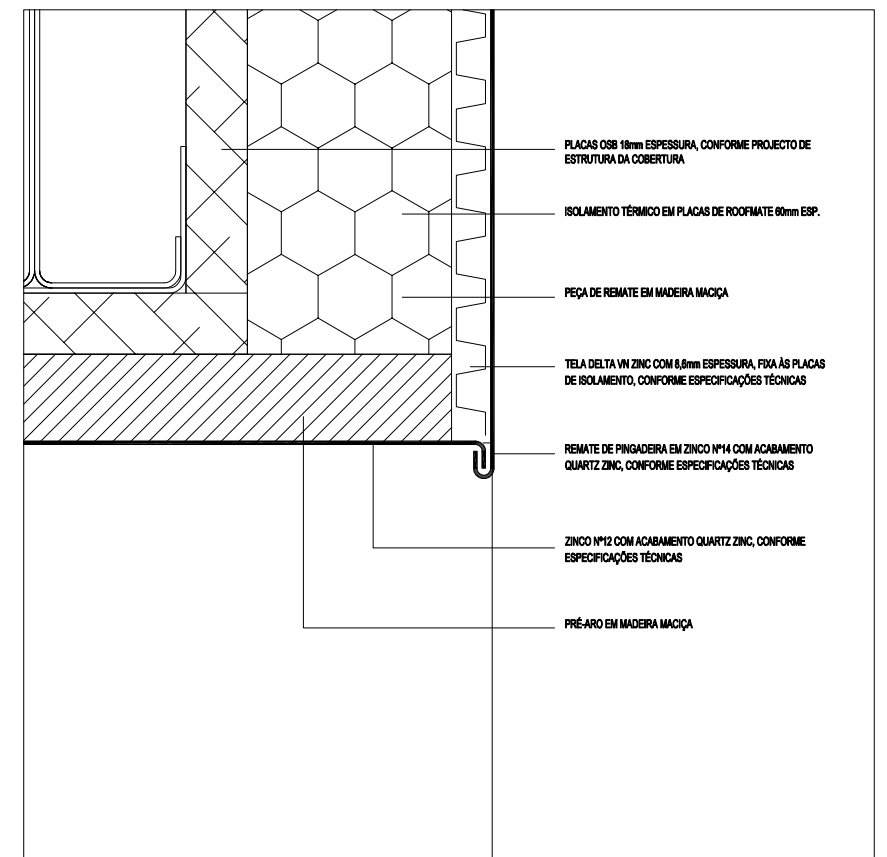 PLACAS OSB 18mm ESPESSURA, CONFORME PROJECTO DE
ESTRUTURA DA COBERTURA
ISOLAMENTO TÉRMICO EM PLACAS DE ROOFMATE 60mm ESP.
PEÇA DE REMATE EM MADEIRA MACIÇA
TELA DELTA VN ZINC COM 8,6mm ESPESSURA, FIXA ÀS PLACAS
DE ISOLAMENTO, CONFORME ESPECIFICAÇÕES TÉCNICAS
REMATE DE PINGADEIRA EM ZINCO Nº14 COM ACABAMENTO
QUARTZ ZINC, CONFORME ESPECIFICAÇÕES TÉCNICAS
ZINCO Nº12 COM ACABAMENTO QUARTZ ZINC, CONFORME
ESPECIFICAÇÕES TÉCNICAS
PRÉ-ARO EM MADEIRA MACIÇA